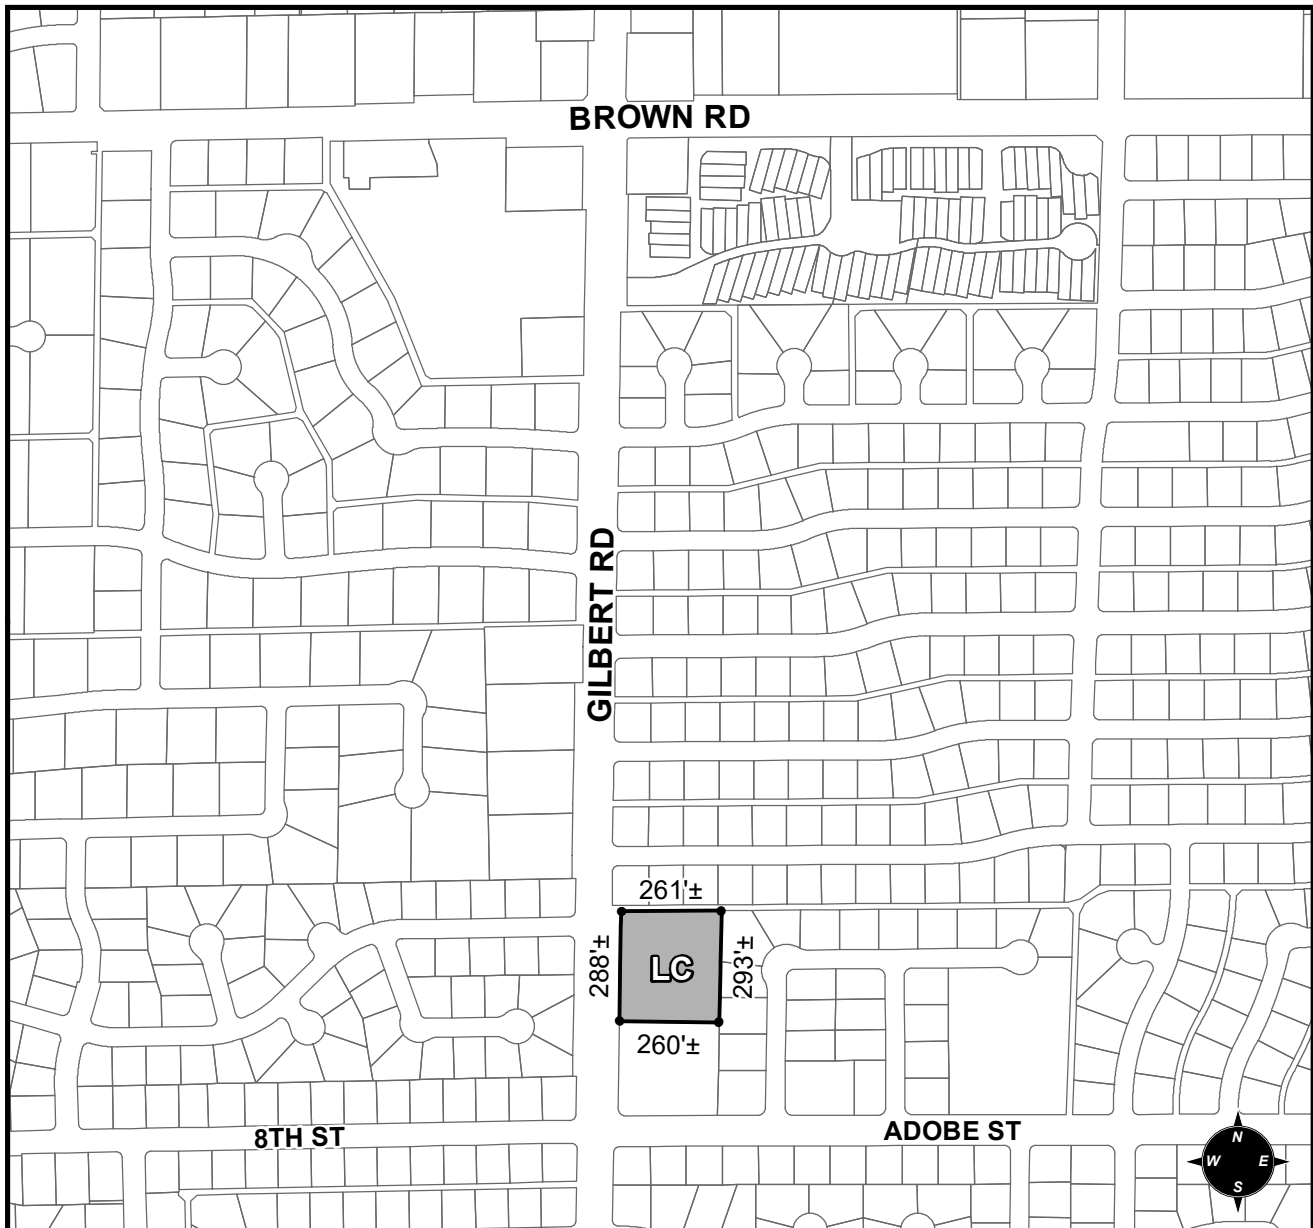 BROWN RD
GILBERT RD
261'±
288'±
LC
293'±
260'±
8TH ST
ADOBE ST
N
W E
S